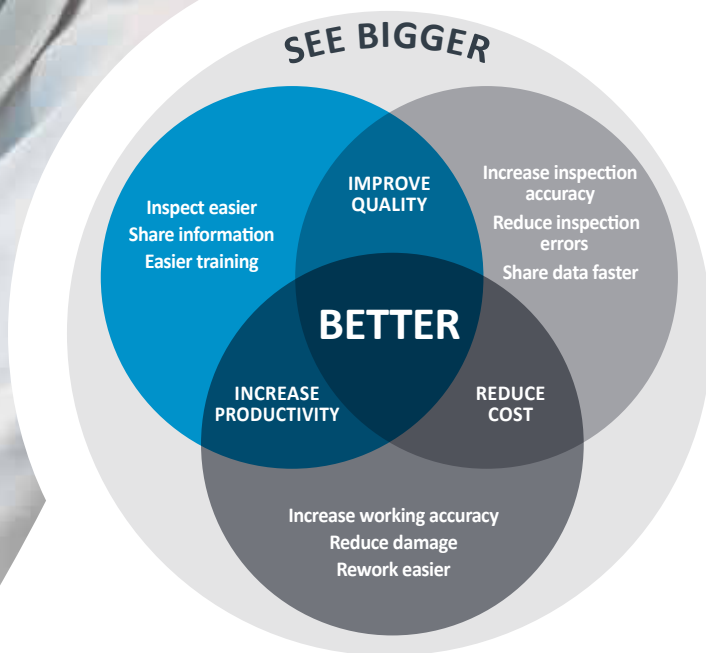 SEE BIGGER
Inspect easier
Share information
Easier training
IMPROVE
QUALITY
Increase inspection
accuracy
Reduce inspection
errors
Share data faster
BETTER
INCREASE
PRODUCTIVITY
REDUCE
COST
Increase working accuracy
Reduce damage
Rework easier